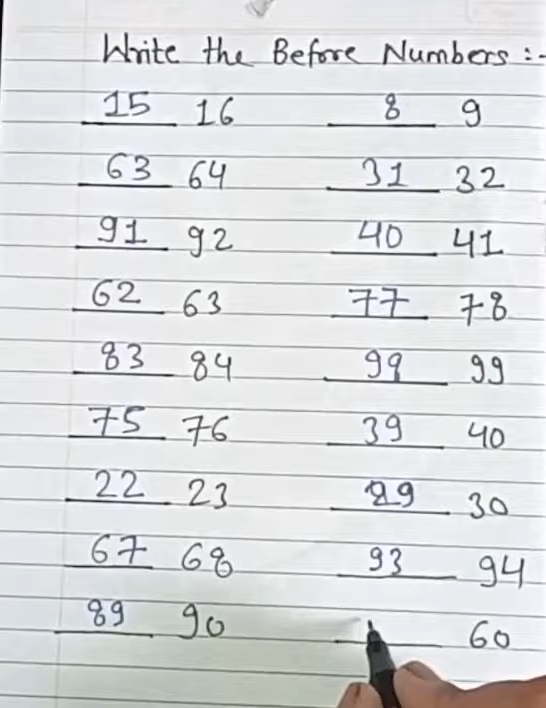 Write the Before Numbers :-
15 16 8 9
63 64 31 32
91 92 40 41
62 63 77 78
83 84 99
75 76 39 40
22 23 29 30
67 68 93 94
89 90 60